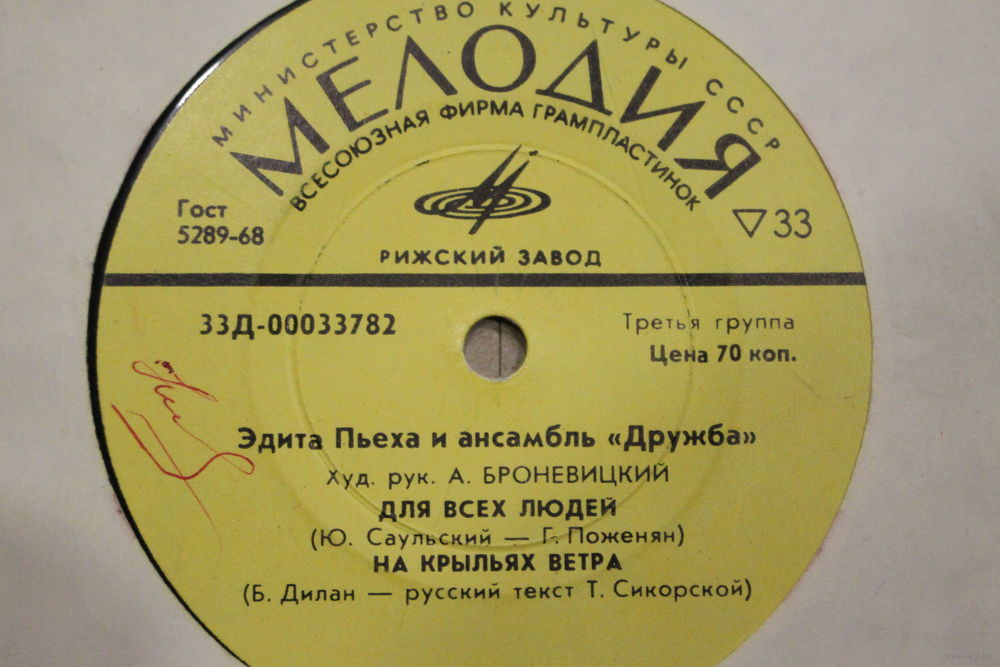 МИНИСТЕРСТВО КУЛЬТУРЫ СССР
МЕЛОДИЯ
ВСЕСОЮЗНАЯ ФИРМА ГРАМПЛАСТИНОК
Гост
5289-68
▽33
РИЖСКИЙ ЗАВОД
33Д-00033782
Третья группа
Цена 70 коп.
Эдита Пьеха и ансамбль «Дружба»
Худ. рук. А. БРОНЕВИЦКИЙ
ДЛЯ ВСЕХ ЛЮДЕЙ
(Ю. Саульский — Г. Поженян)
НА КРЫЛЬЯХ ВЕТРА
(Б. Дилан — русский текст Т. Сикорской)